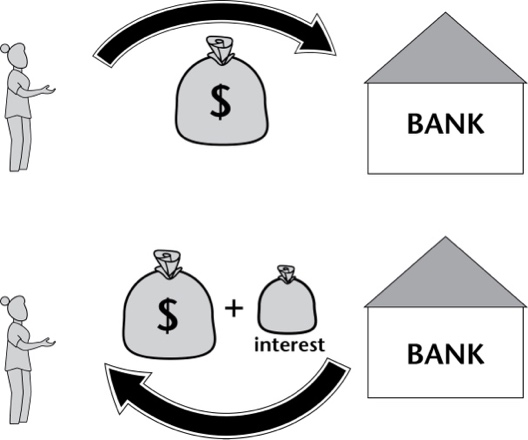 $
BANK
$ +
interest
BANK